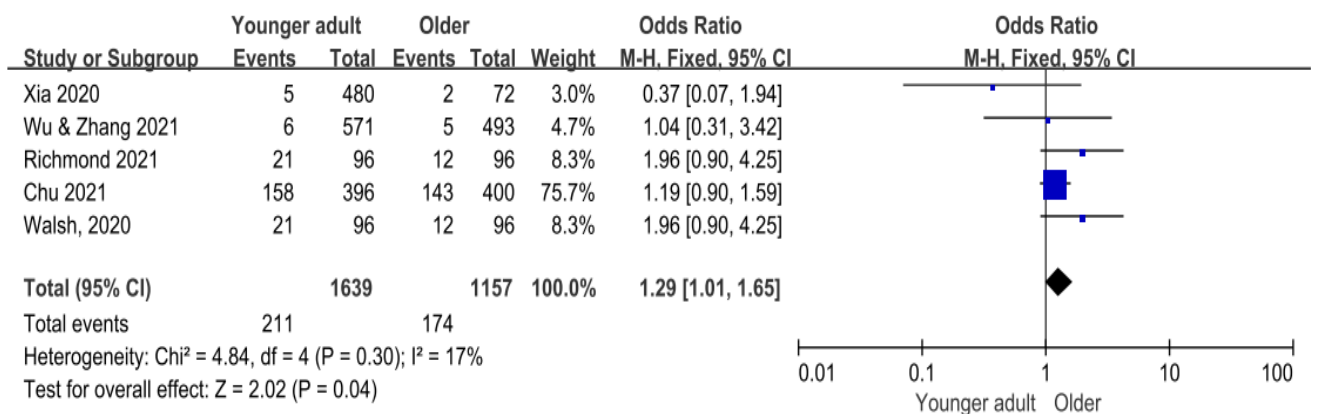 Younger adult Older Odds Ratio Odds Ratio
Study or Subgroup Events Total Events Total Weight M-H, Fixed, 95% CI M-H, Fixed, 95% CI
Xia 2020 5 480 2 72 3.0% 0.37 [0.07, 1.94]
Wu & Zhang 2021 6 571 5 493 4.7% 1.04 [0.31, 3.42]
Richmond 2021 21 96 12 96 8.3% 1.96 [0.90, 4.25]
Chu 2021 158 396 143 400 75.7% 1.19 [0.90, 1.59]
Walsh, 2020 21 96 12 96 8.3% 1.96 [0.90, 4.25]
Total (95% CI) 1639 1157 100.0% 1.29 [1.01, 1.65]
Total events 211 174
Heterogeneity: Chi² = 4.84, df = 4 (P = 0.30); I² = 17%
Test for overall effect: Z = 2.02 (P = 0.04)
0.01 0.1 1 10 100
Younger adult Older